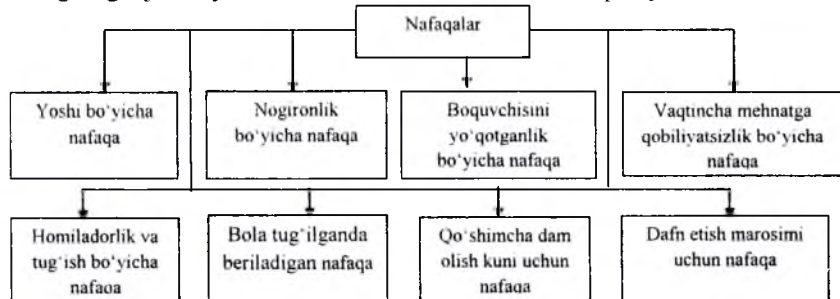 Nafaqalar
Yoshi bo‘yicha
nafaqa
Nogironlik
bo‘yicha nafaqa
Boquvchisini
yo‘qotganlik
bo‘yicha nafaqa
Vaqtincha mehnatga
qobiliyatsizlik bo‘yicha
nafaqa
Homiladorlik va
tug‘ish bo‘yicha
nafaqa
Bola tug‘ilganda
beriladigan nafaqa
Qo‘shimcha dam
olish kuni uchun
nafaqa
Dafn etish marosimi
uchun nafaqa